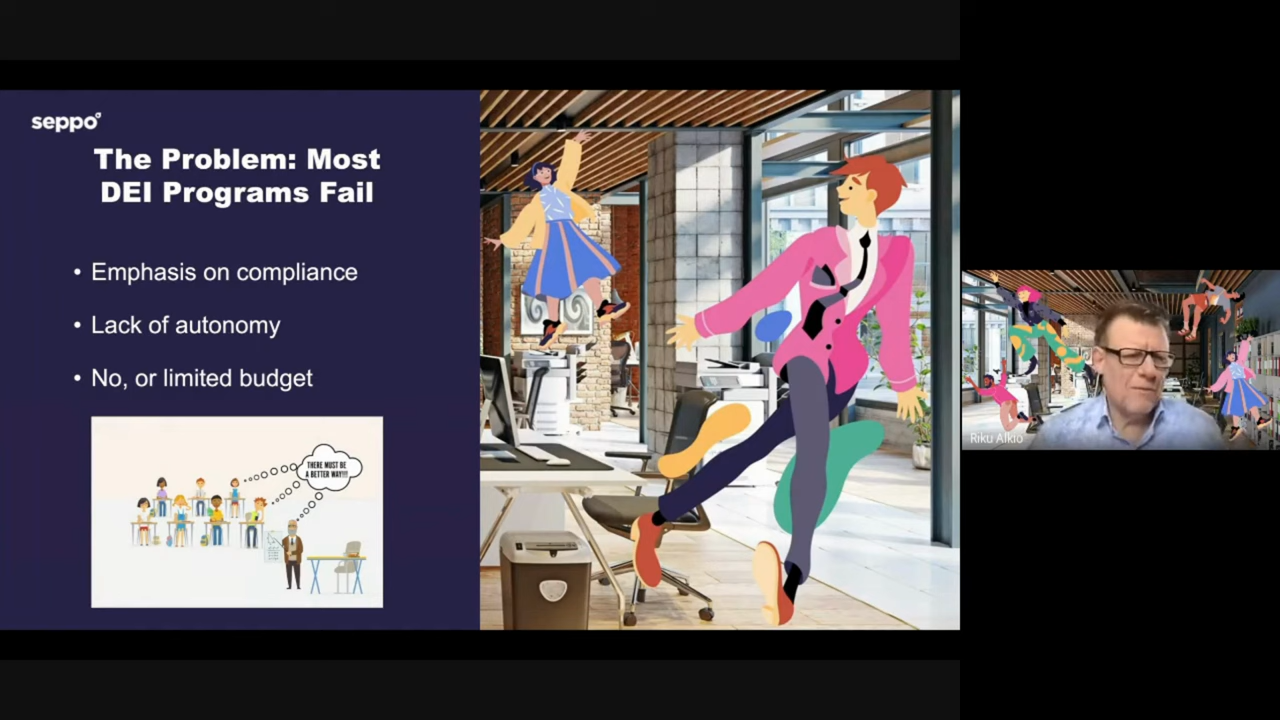 seppo
The Problem: Most
DEI Programs Fail
• Emphasis on compliance
• Lack of autonomy
• No, or limited budget
THERE MUST BE
A BETTER WAY!!!
Riku Alkio